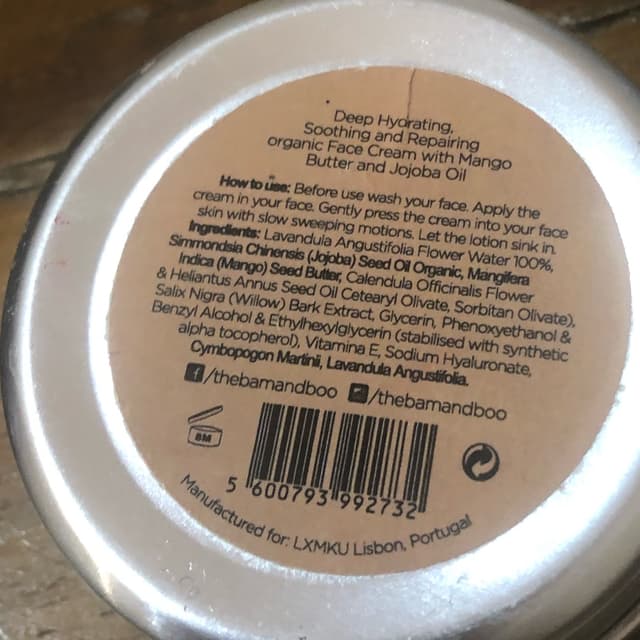 Deep Hydrating,
Soothing and Repairing
organic Face Cream with Mango
Butter and Jojoba Oil
How to use: Before use wash your face. Apply the
cream in your face. Gently press the cream into your face
skin with slow sweeping motions. Let the lotion sink in.
Ingredients: Lavandula Angustifolia Flower Water 100%,
Simmondsia Chinensis (Jojoba) Seed Oil Organic, Mangifera
Indica (Mango) Seed Butter, Calendula Officinalis Flower
& Heliantus Annus Seed Oil Cetearyl Olivate, Sorbitan Olivate),
Salix Nigra (Willow) Bark Extract, Glycerin, Phenoxyethanol &
Benzyl Alcohol & Ethylhexylglycerin (stabilised with synthetic
alpha tocopherol), Vitamina E, Sodium Hyaluronate,
Cymbopogon Martinii, Lavandula Angustifolia.
f/thebamandboo /thebamandboo
8M
5 600793 992732
Manufactured for: LXMKU Lisbon, Portugal